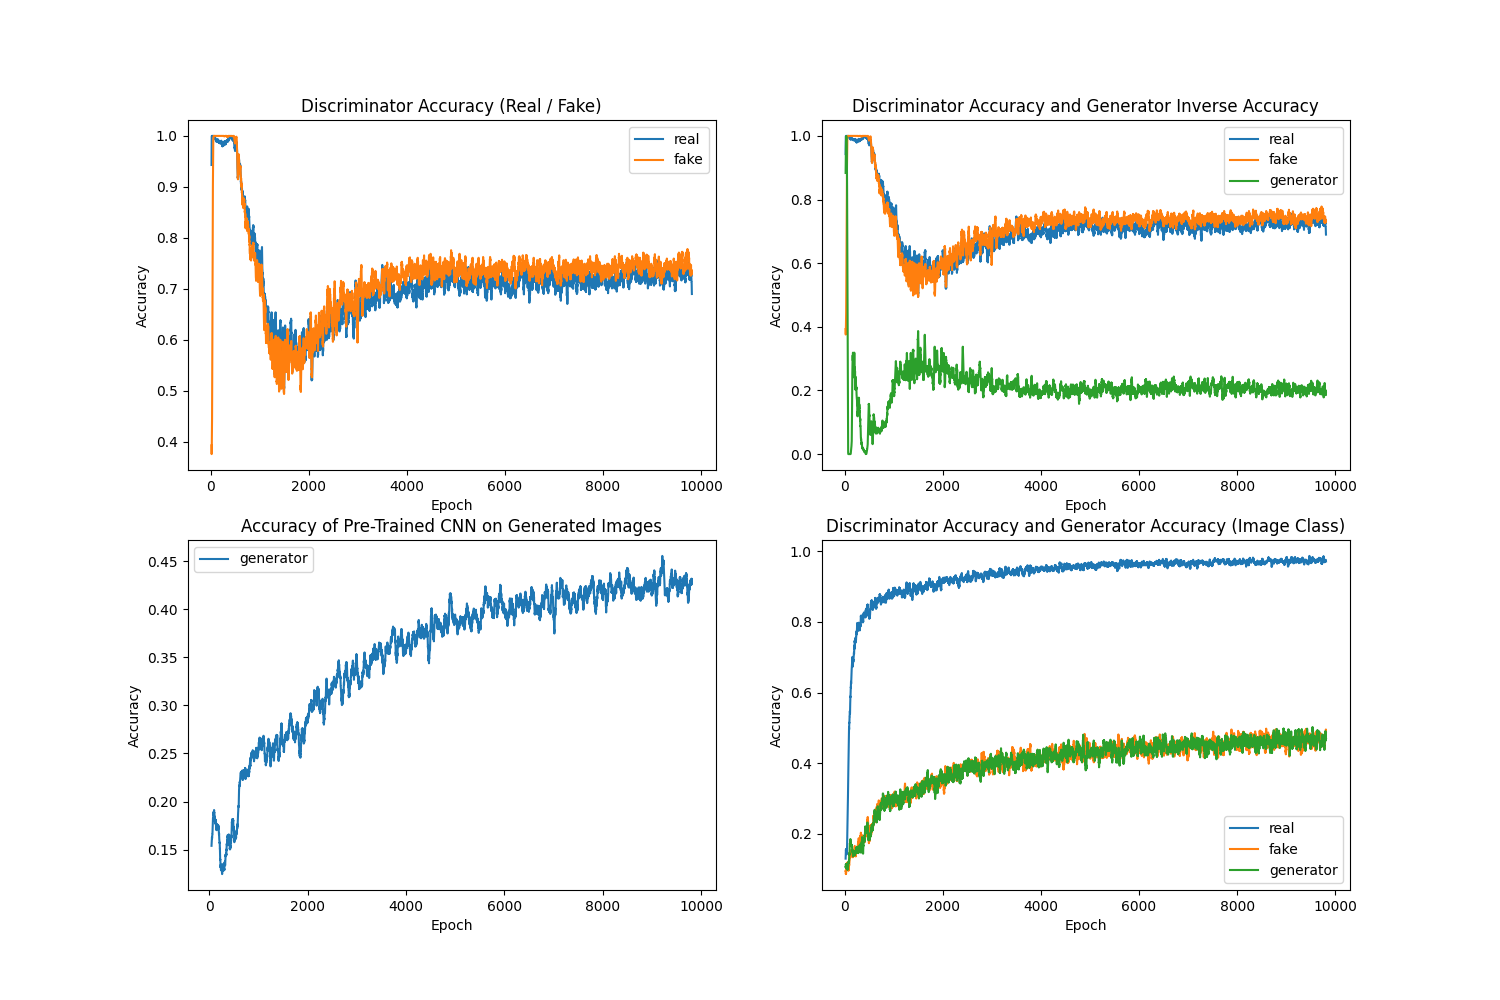 Discriminator Accuracy (Real / Fake)
1.0
0.9
0.8
0.7
0.6
0.5
0.4
Accuracy
real
fake
0
2000
4000
6000
8000
10000
Epoch
Discriminator Accuracy and Generator Inverse Accuracy
1.0
0.8
0.6
0.4
0.2
0.0
Accuracy
real
fake
generator
0
2000
4000
6000
8000
10000
Epoch
Accuracy of Pre-Trained CNN on Generated Images
0.45
0.40
0.35
0.30
0.25
0.20
0.15
Accuracy
generator
0
2000
4000
6000
8000
10000
Epoch
Discriminator Accuracy and Generator Accuracy (Image Class)
1.0
0.8
0.6
0.4
0.2
Accuracy
real
fake
generator
0
2000
4000
6000
8000
10000
Epoch